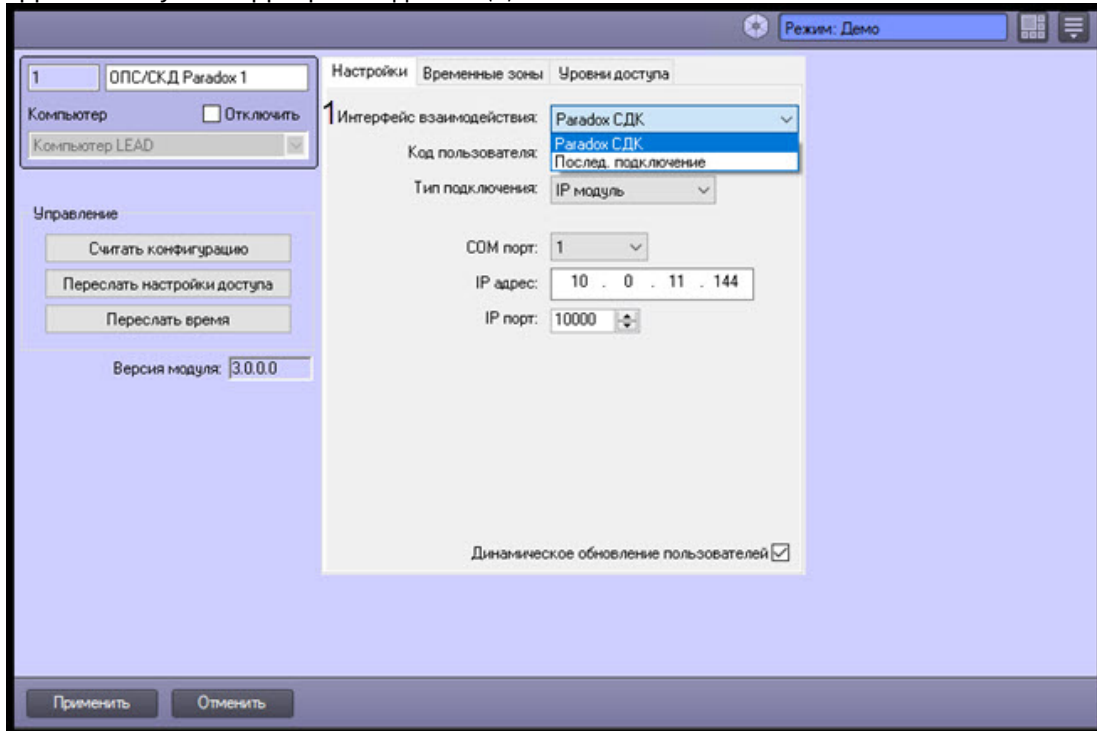 Режим: Демо
1
ОПС/СКД Paradox 1
Компьютер
Отключить
Компьютер LEAD
Управление
Считать конфигурацию
Переслать настройки доступа
Переслать время
Версия модуля: 3.0.0.0
Настройки Временные зоны Уровни доступа
1 Интерфейс взаимодействия: Paradox СДК
Paradox СДК
Код пользователя:
Послед. подключение
Тип подключения: IP модуль
COM порт: 1
IP адрес: 10 . 0 . 11 . 144
IP порт: 10000
Динамическое обновление пользователей
Применить Отменить